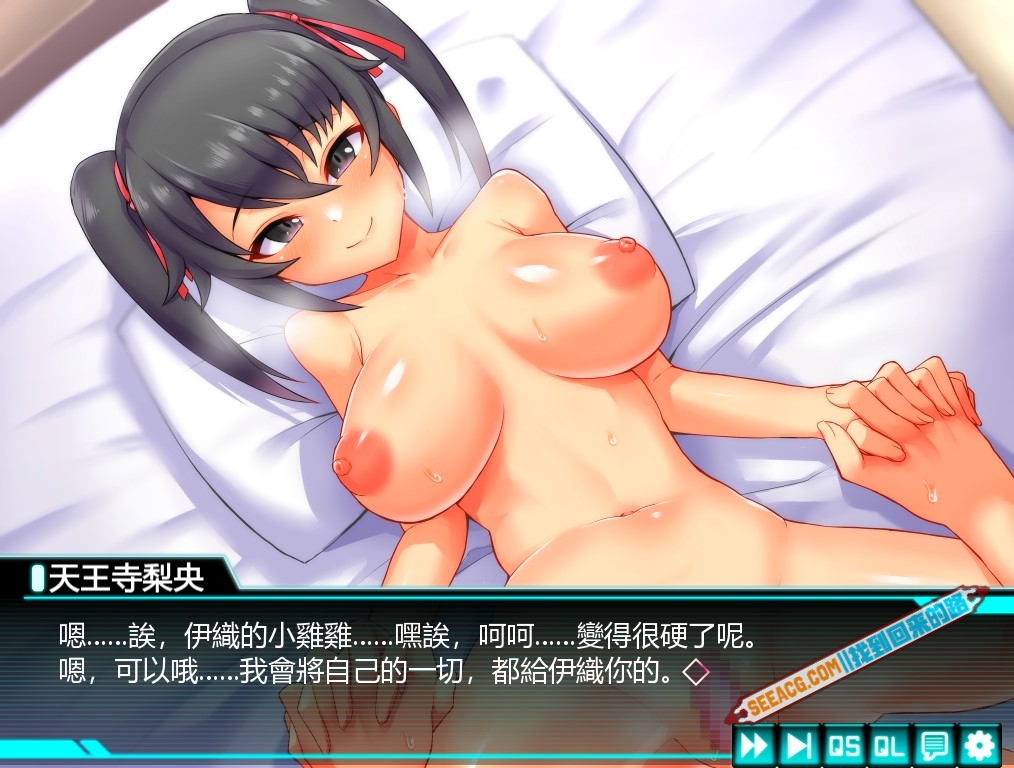 天王寺梨央
嗯……誒，伊織的小雞雞……嘿誒，呵呵……變得很硬了呢。
嗯，可以哦……我會將自己的一切，都給伊織你的。
SEEACG.COM||找到回來的路
QS QL